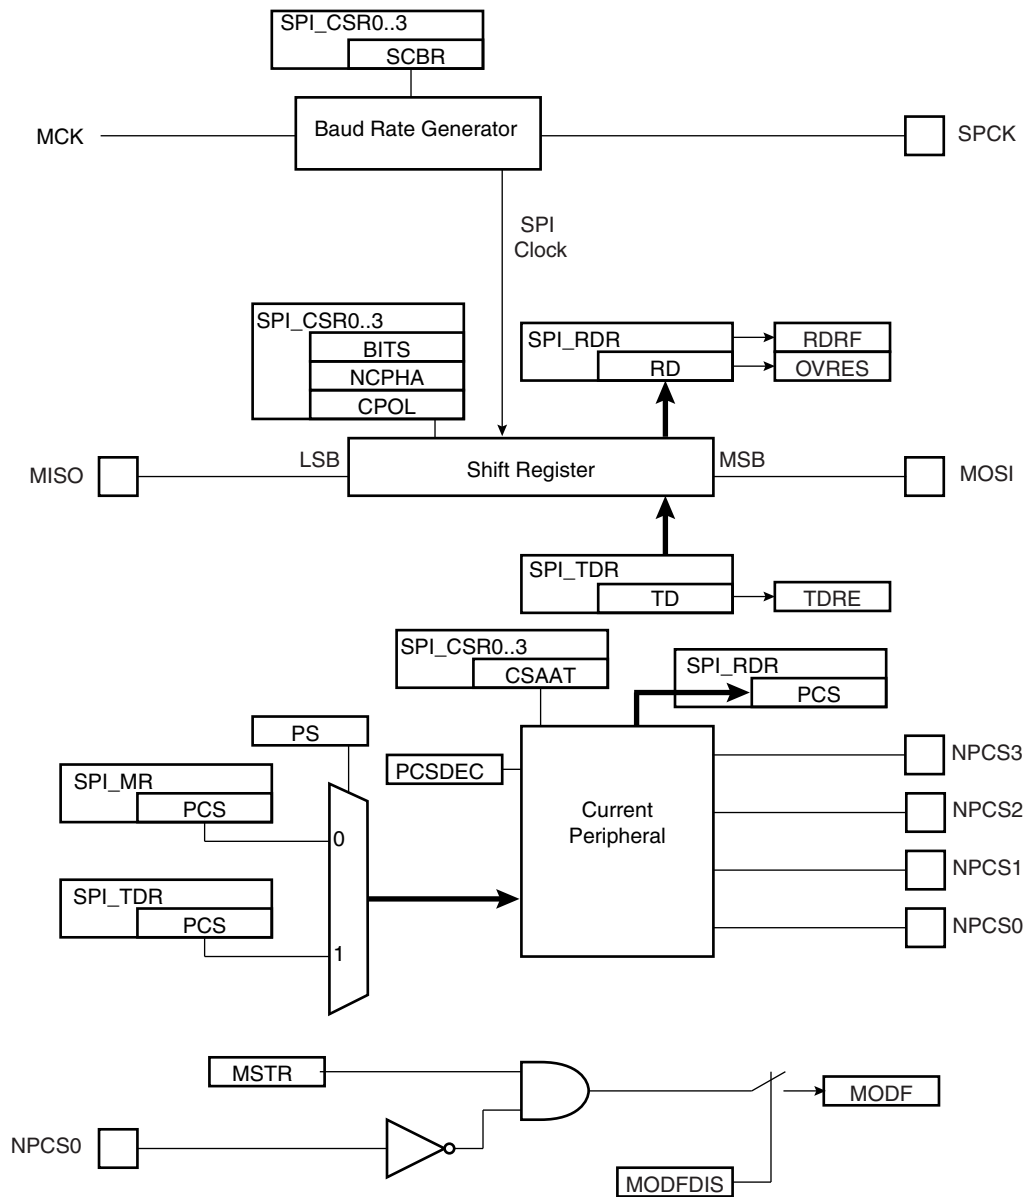 SPI_CSR0..3
SCBR
MCK
Baud Rate Generator
SPCK
SPI
Clock
SPI_CSR0..3
BITS
NCPHA
CPOL
SPI_RDR
RD
RDRF
OVRES
MISO
LSB
Shift Register
MSB
MOSI
SPI_TDR
TD
TDRE
SPI_CSR0..3
CSAAT
SPI_RDR
PCS
PS
PCSDEC
SPI_MR
PCS
0
SPI_TDR
PCS
1
Current
Peripheral
NPCS3
NPCS2
NPCS1
NPCS0
MSTR
MODF
NPCS0
MODFDIS